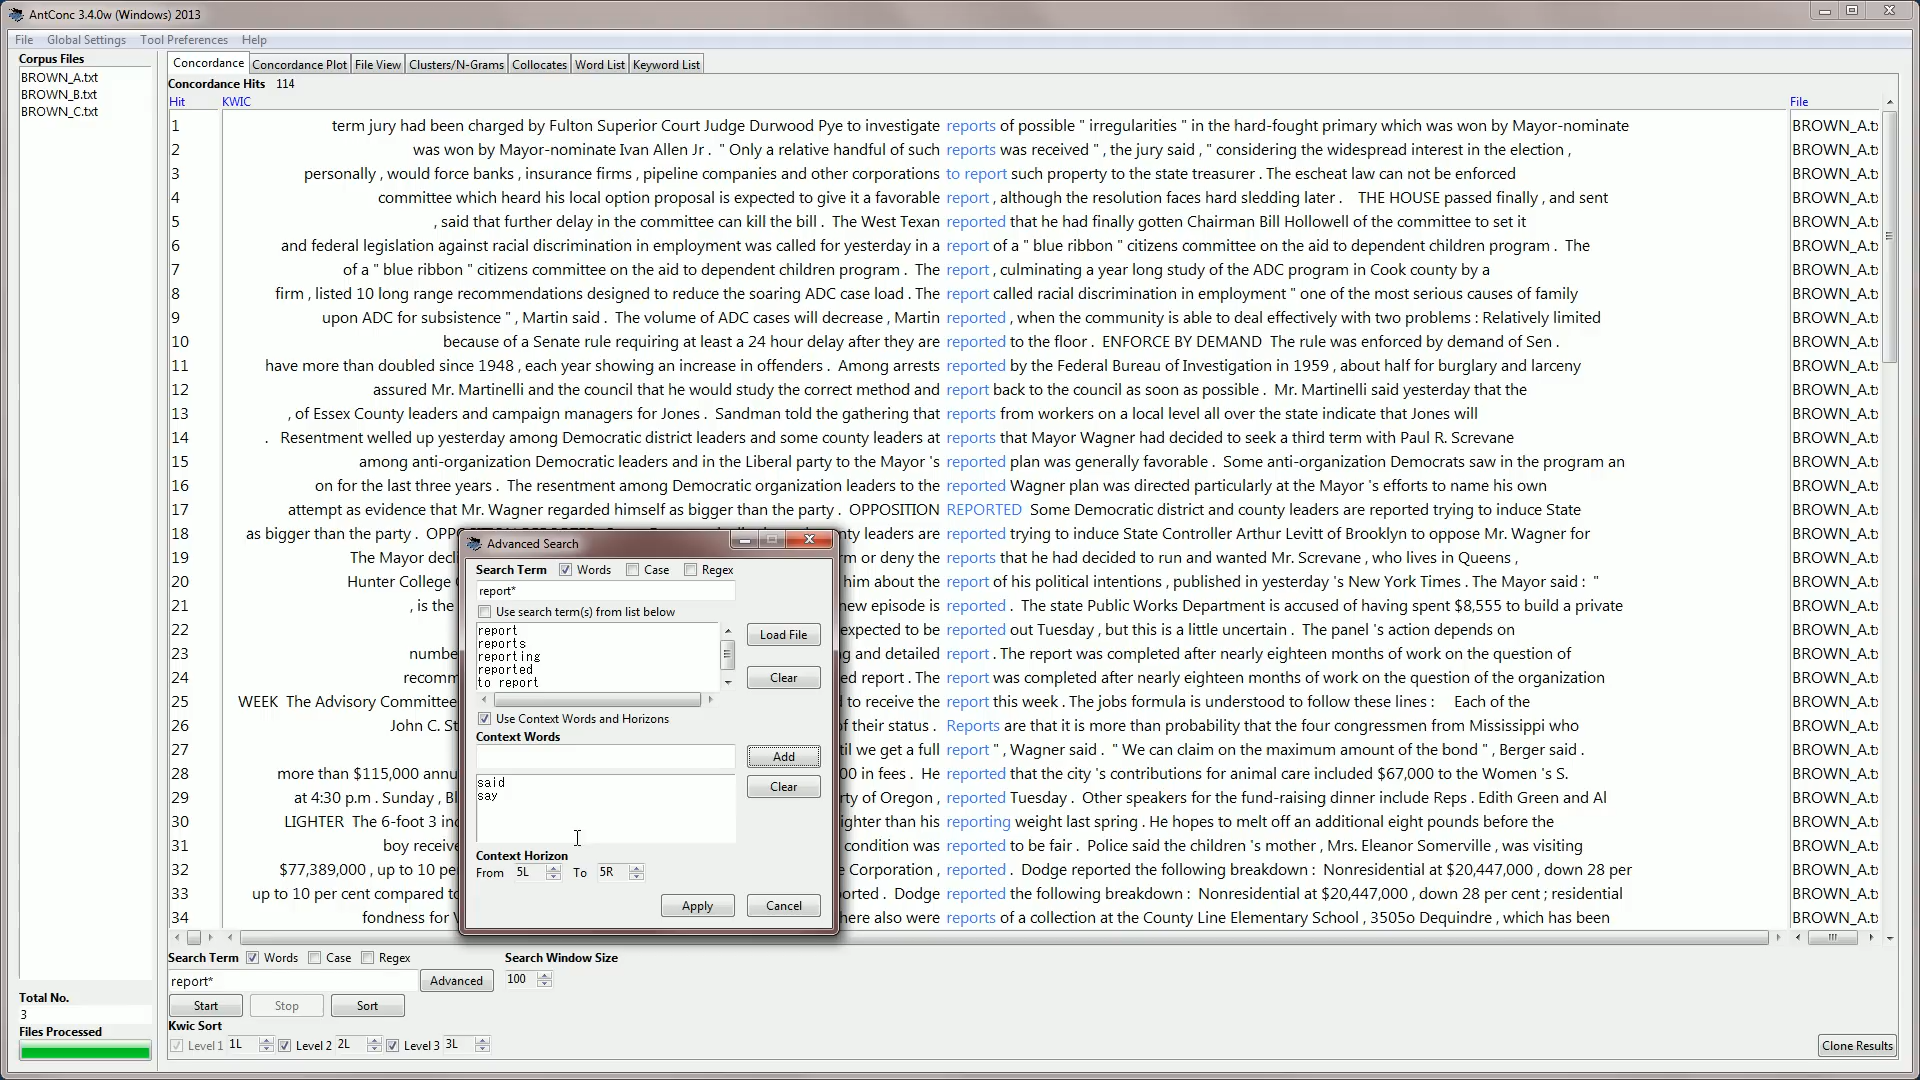 AntConc 3.4.0w (Windows) 2013
File Global Settings Tool Preferences Help
Corpus Files
BROWN_A.txt
BROWN_B.txt
BROWN_C.txt
Concordance Concordance Plot File View Clusters/N-Grams Collocates Word List Keyword List
Concordance Hits 114
Hit KWIC File
1 term jury had been charged by Fulton Superior Court Judge Durwood Pye to investigate reports of possible " irregularities " in the hard-fought primary which was won by Mayor-nominate BROWN_A.t
2 was won by Mayor-nominate Ivan Allen Jr . " Only a relative handful of such reports was received " , the jury said , " considering the widespread interest in the election , BROWN_A.t
3 personally , would force banks , insurance firms , pipeline companies and other corporations to report such property to the state treasurer . The escheat law can not be enforced BROWN_A.t
4 committee which heard his local option proposal is expected to give it a favorable report , although the resolution faces hard sledding later . THE HOUSE passed finally , and sent BROWN_A.t
5 , said that further delay in the committee can kill the bill . The West Texan reported that he had finally gotten Chairman Bill Hollowell of the committee to set it BROWN_A.t
6 and federal legislation against racial discrimination in employment was called for yesterday in a report of a " blue ribbon " citizens committee on the aid to dependent children program . The BROWN_A.t
7 of a " blue ribbon " citizens committee on the aid to dependent children program . The report , culminating a year long study of the ADC program in Cook county by a BROWN_A.t
8 firm , listed 10 long range recommendations designed to reduce the soaring ADC case load . The report called racial discrimination in employment " one of the most serious causes of family BROWN_A.t
9 upon ADC for subsistence " , Martin said . The volume of ADC cases will decrease , Martin reported , when the community is able to deal effectively with two problems : Relatively limited BROWN_A.t
10 because of a Senate rule requiring at least a 24 hour delay after they are reported to the floor . ENFORCE BY DEMAND The rule was enforced by demand of Sen . BROWN_A.t
11 have more than doubled since 1948 , each year showing an increase in offenders . Among arrests reported by the Federal Bureau of Investigation in 1959 , about half for burglary and larceny BROWN_A.t
12 assured Mr. Martinelli and the council that he would study the correct method and report back to the council as soon as possible . Mr. Martinelli said yesterday that the BROWN_A.t
13 , of Essex County leaders and campaign managers for Jones . Sandman told the gathering that reports from workers on a local level all over the state indicate that Jones will BROWN_A.t
14 . Resentment welled up yesterday among Democratic district leaders and some county leaders at reports that Mayor Wagner had decided to seek a third term with Paul R. Screvane BROWN_A.t
15 among anti-organization Democratic leaders and in the Liberal party to the Mayor 's reported plan was generally favorable . Some anti-organization Democrats saw in the program an BROWN_A.t
16 on for the last three years . The resentment among Democratic organization leaders to the reported Wagner plan was directed particularly at the Mayor 's efforts to name his own BROWN_A.t
17 attempt as evidence that Mr. Wagner regarded himself as bigger than the party . OPPOSITION REPORTED Some Democratic district and county leaders are reported trying to induce State BROWN_A.t
18 as bigger than the party . nty leaders are reported trying to induce State Controller Arthur Levitt of Brooklyn to oppose Mr. Wagner for BROWN_A.t
19 The Mayor decli rm or deny the reports that he had decided to run and wanted Mr. Screvane , who lives in Queens , BROWN_A.t
20 Hunter College him about the report of his political intentions , published in yesterday 's New York Times . The Mayor said : " BROWN_A.t
21 , is the new episode is reported . The state Public Works Department is accused of having spent $8,555 to build a private BROWN_A.t
22 expected to be reported out Tuesday , but this is a little uncertain . The panel 's action depends on BROWN_A.t
23 numbe g and detailed report . The report was completed after nearly eighteen months of work on the question of BROWN_A.t
24 recomm ed report . The report was completed after nearly eighteen months of work on the question of the organization BROWN_A.t
25 WEEK The Advisory Committee d to receive the report this week . The jobs formula is understood to follow these lines : Each of the BROWN_A.t
26 John C. St of their status . Reports are that it is more than probability that the four congressmen from Mississippi who BROWN_A.t
27 til we get a full report " , Wagner said . " We can claim on the maximum amount of the bond " , Berger said . BROWN_A.t
28 more than $115,000 annu 00 in fees . He reported that the city 's contributions for animal care included $67,000 to the Women 's S. BROWN_A.t
29 at 4:30 p.m . Sunday , Bl rty of Oregon , reported Tuesday . Other speakers for the fund-raising dinner include Reps . Edith Green and Al BROWN_A.t
30 LIGHTER The 6-foot 3 inc ighter than his reporting weight last spring . He hopes to melt off an additional eight pounds before the BROWN_A.t
31 boy receive condition was reported to be fair . Police said the children 's mother , Mrs. Eleanor Somerville , was visiting BROWN_A.t
32 $77,389,000 , up to 10 pe e Corporation , reported . Dodge reported the following breakdown : Nonresidential at $20,447,000 , down 28 per BROWN_A.t
33 up to 10 per cent compared to orted . Dodge reported the following breakdown : Nonresidential at $20,447,000 , down 28 per cent ; residential BROWN_A.t
34 fondness for here also were reports of a collection at the County Line Elementary School , 3505o Dequindre , which has been BROWN_A.t
Advanced Search
Search Term Words Case Regex
report*
Use search term(s) from list below
report
reports
reporting
reported
to report
Load File
Clear
Use Context Words and Horizons
Context Words
Add
said
say
Clear
Context Horizon
From 5L To 5R
Apply Cancel
Search Term Words Case Regex Search Window Size
report* Advanced 100
Start Stop Sort
Kwic Sort
Level 1 1L Level 2 2L Level 3 3L
Total No.
3
Files Processed
Clone Results